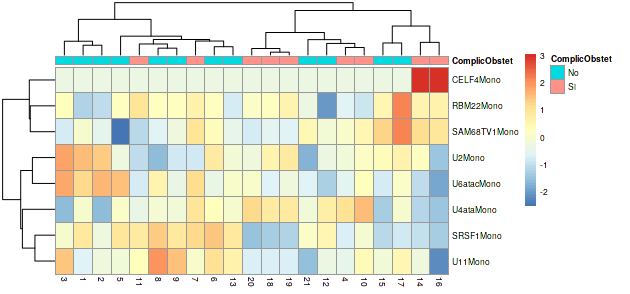 ComplicObstet
CELF4Mono
RBM22Mono
SAM68TV1Mono
U2Mono
U6atacMono
U4ataMono
SRSF1Mono
U11Mono
3 1 2 5 11 8 9 7 6 13 20 18 19 21 12 4 10 15 17 14 16
3
2
1
0
-1
-2
ComplicObstet
No
SI